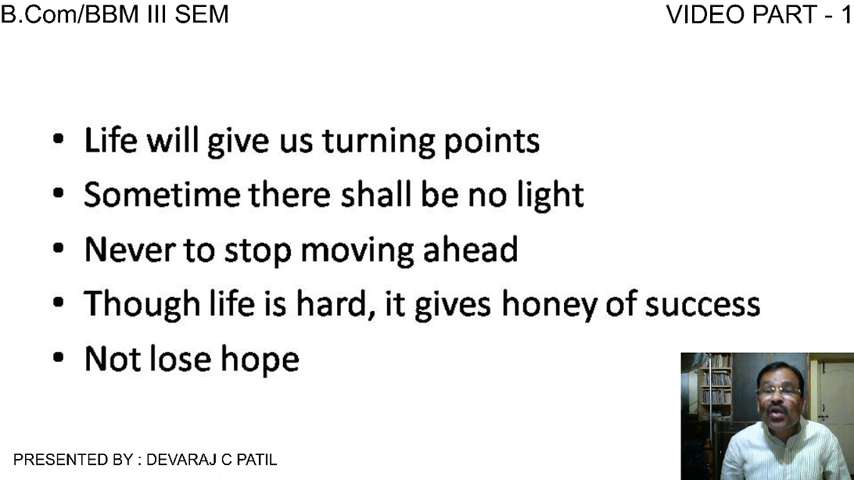 B.Com/BBM III SEM
VIDEO PART - 1
• Life will give us turning points
• Sometime there shall be no light
• Never to stop moving ahead
• Though life is hard, it gives honey of success
• Not lose hope
PRESENTED BY : DEVARAJ C PATIL